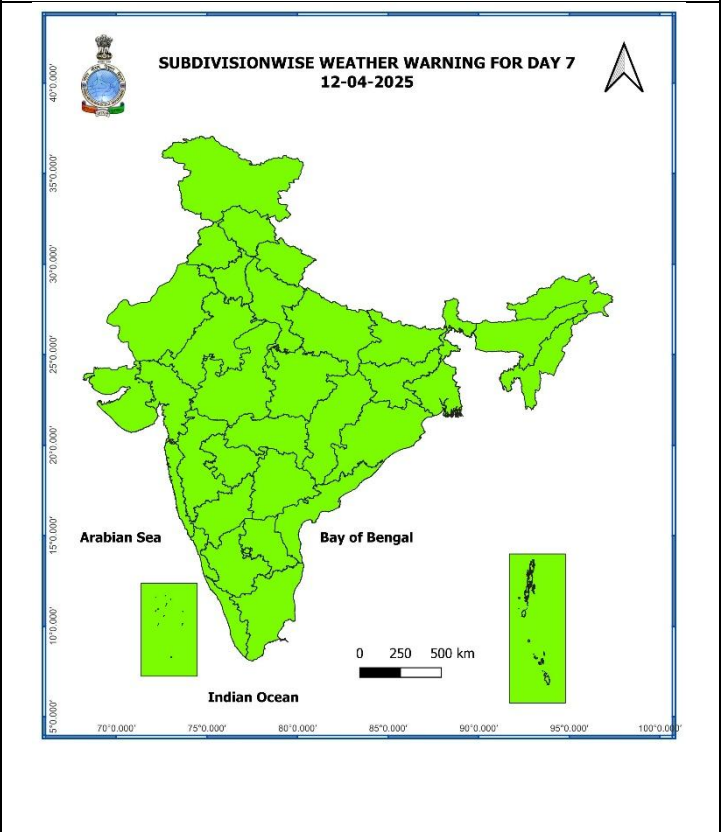 SUBDIVISIONWISE WEATHER WARNING FOR DAY 7
12-04-2025
40°0.000'
35°0.000'
30°0.000'
25°0.000'
20°0.000'
15°0.000'
10°0.000'
5°0.000'
Arabian Sea
Bay of Bengal
0 250 500 km
Indian Ocean
70°0.000' 75°0.000' 80°0.000' 85°0.000' 90°0.000' 95°0.000' 100°0.000'